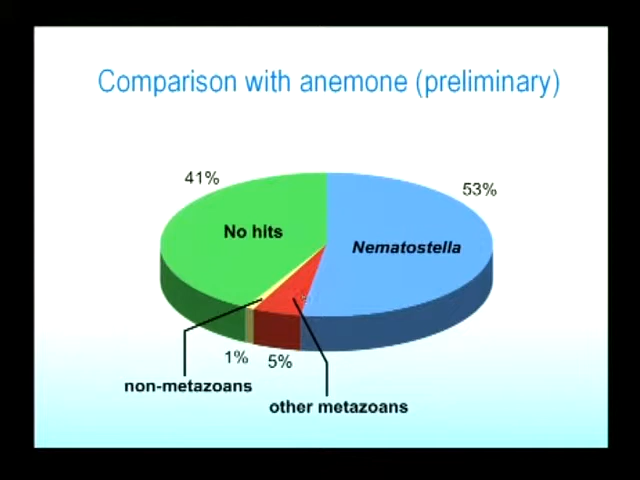 Comparison with anemone (preliminary)
41%
53%
No hits
Nematostella
1%
5%
non-metazoans
other metazoans